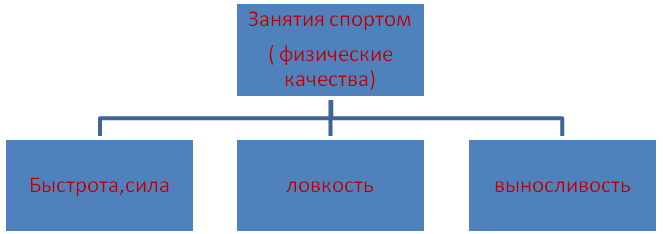 Занятия спортом
( физические
качества)
Быстрота,сила
ловкость
выносливость